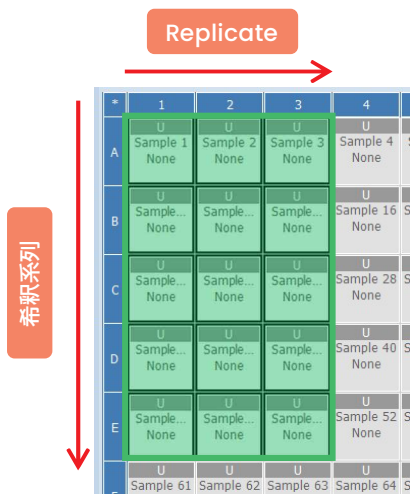 Replicate
希釈系列
* 1 2 3 4
A
U U U U
Sample 1 Sample 2 Sample 3 Sample 4 S
None None None None
B
U U U U
Sample... Sample... Sample... Sample 16 S
None None None None
C
U U U U
Sample... Sample... Sample... Sample 28 S
None None None None
D
U U U U
Sample... Sample... Sample... Sample 40 S
None None None None
E
U U U U
Sample... Sample... Sample... Sample 52 S
None None None None
U U U U
Sample 61 Sample 62 Sample 63 Sample 64 S